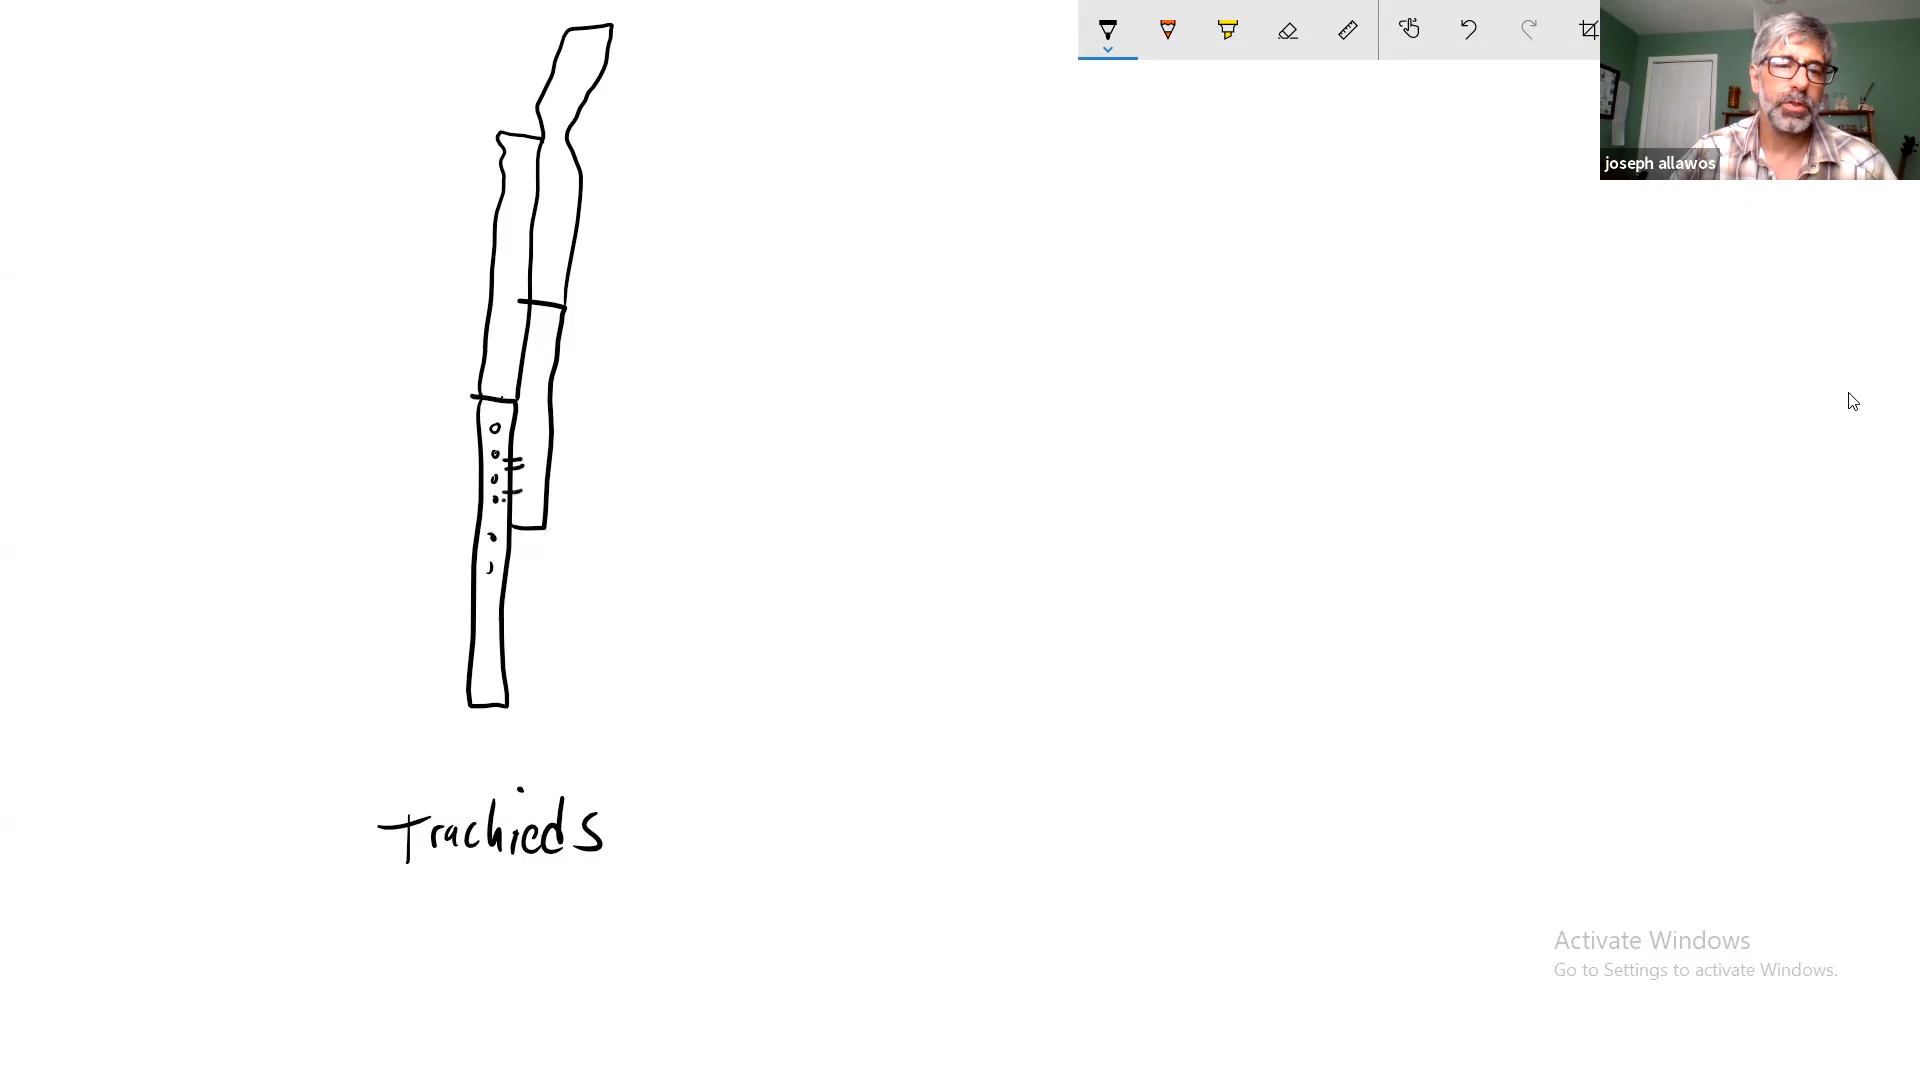 joseph allawos
Trachieds
Activate Windows
Go to Settings to activate Windows.